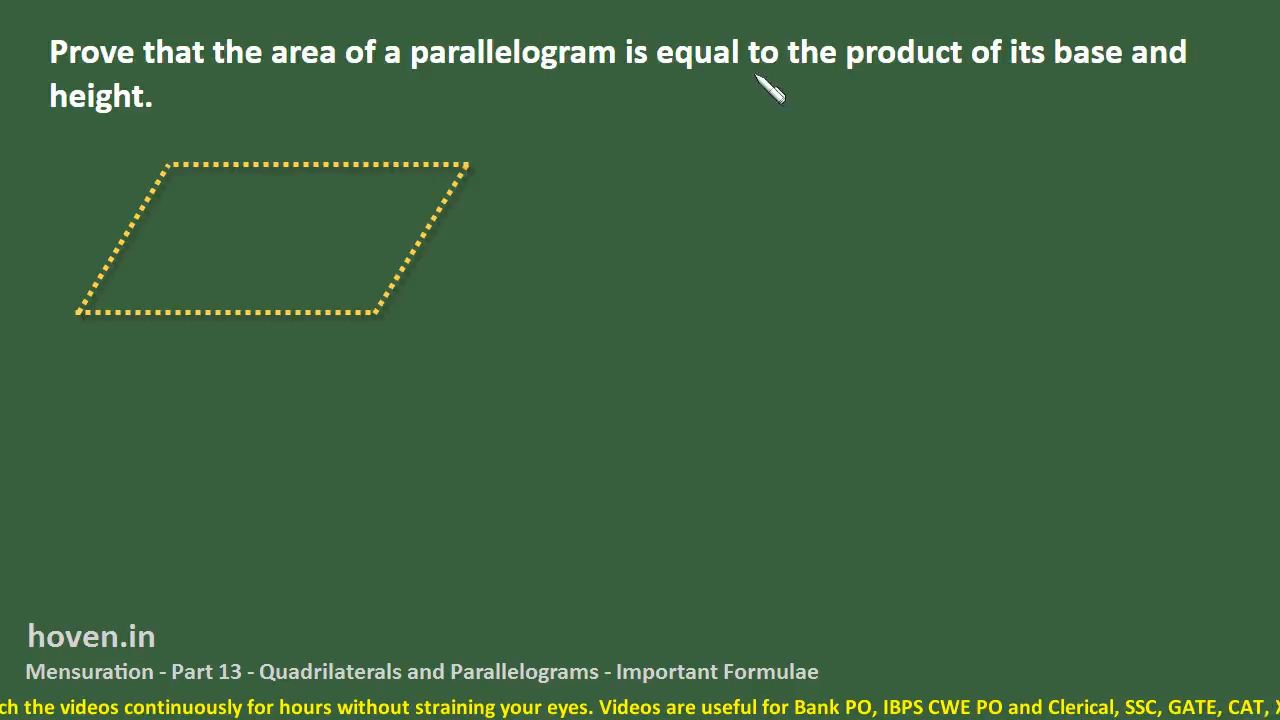 Prove that the area of a parallelogram is equal to the product of its base and
height.
hoven.in
Mensuration - Part 13 - Quadrilaterals and Parallelograms - Important Formulae
ch the videos continuously for hours without straining your eyes. Videos are useful for Bank PO, IBPS CWE PO and Clerical, SSC, GATE, CAT,